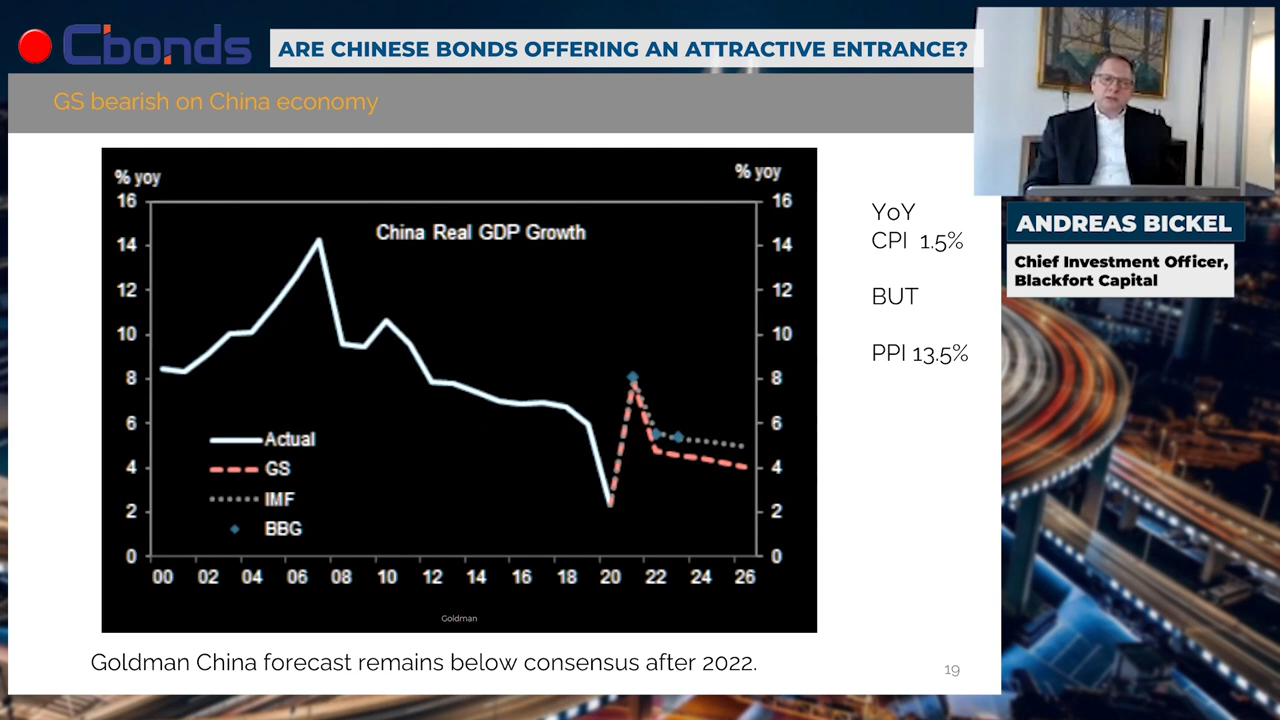 Cbonds
ARE CHINESE BONDS OFFERING AN ATTRACTIVE ENTRANCE?
GS bearish on China economy
% yoy
% yoy
China Real GDP Growth
16
14
12
10
8
6
4
2
0
16
14
12
10
8
6
4
2
0
Actual
GS
IMF
BBG
00 02 04 06 08 10 12 14 16 18 20 22 24 26
Goldman
YoY
CPI 1.5%
BUT
PPI 13.5%
Goldman China forecast remains below consensus after 2022.
19
ANDREAS BICKEL
Chief Investment Officer,
Blackfort Capital